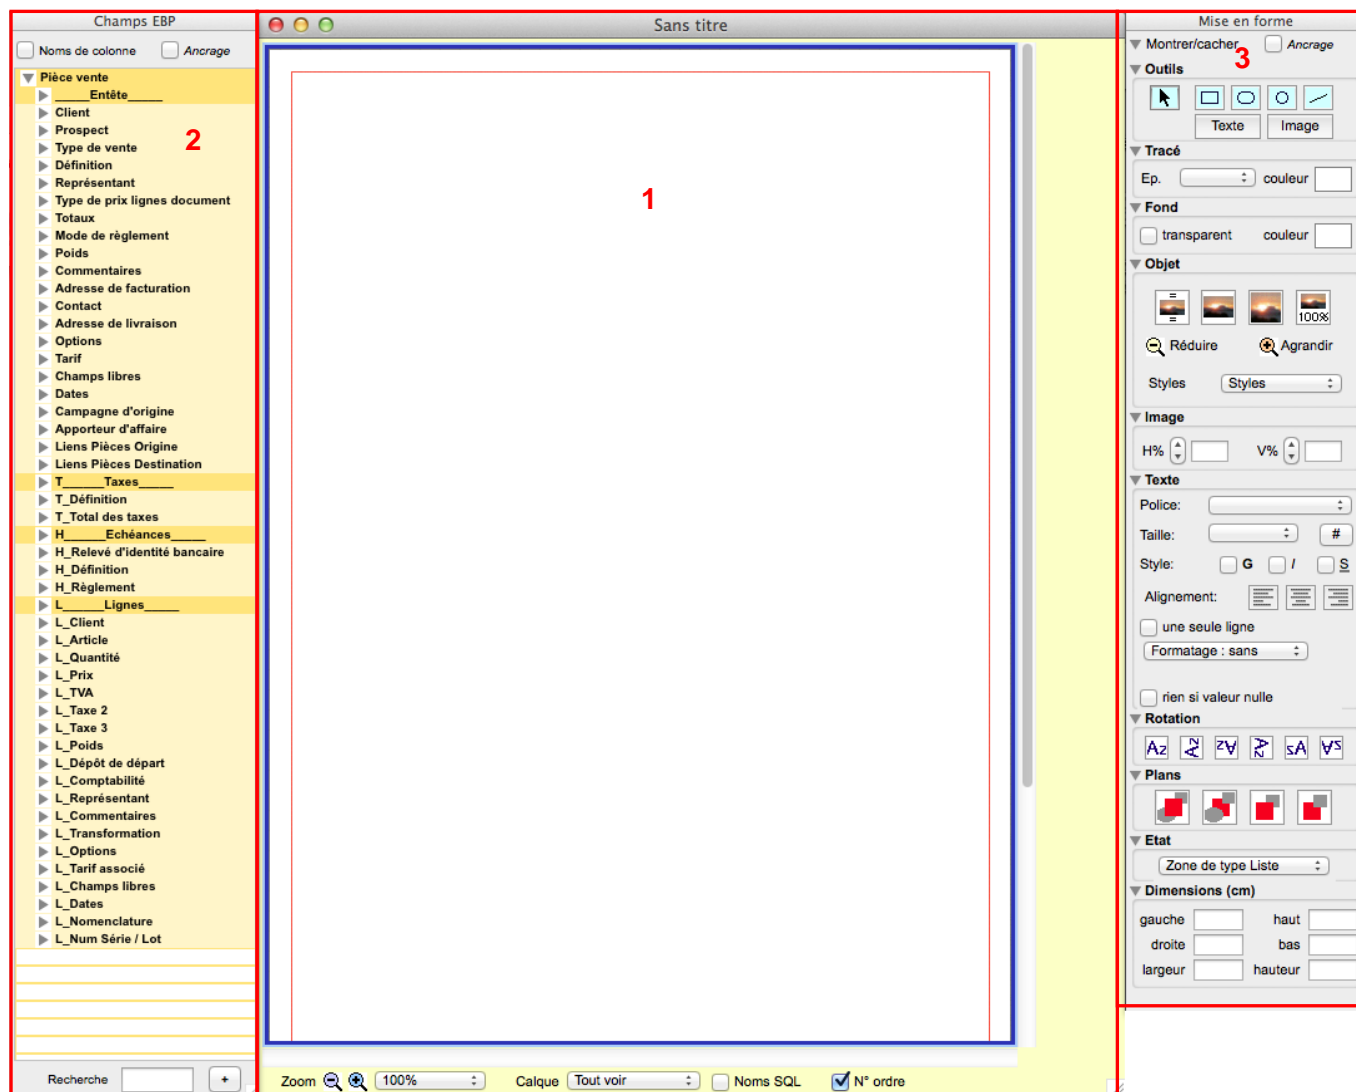 Champs EBP
Noms de colonne Ancrage
Pièce vente
_____Entête_____
Client
Prospect
Type de vente
Définition
Représentant
Type de prix lignes document
Totaux
Mode de règlement
Poids
Commentaires
Adresse de facturation
Contact
Adresse de livraison
Options
Tarif
Champs libres
Dates
Campagne d'origine
Apporteur d'affaire
Liens Pièces Origine
Liens Pièces Destination
T_____Taxes_____
T_Définition
T_Total des taxes
H_____Echéances_____
H_Relevé d'identité bancaire
H_Définition
H_Règlement
L_____Lignes_____
L_Client
L_Article
L_Quantité
L_Prix
L_TVA
L_Taxe 2
L_Taxe 3
L_Poids
L_Dépôt de départ
L_Comptabilité
L_Représentant
L_Commentaires
L_Transformation
L_Options
L_Tarif associé
L_Champs libres
L_Dates
L_Nomenclature
L_Num Série / Lot
Recherche +
2
Sans titre
1
Zoom 100% Calque Tout voir Noms SQL N° ordre
Mise en forme
Montrer/cacher Ancrage
3
Outils
Texte Image
Tracé
Ep. couleur
Fond
transparent couleur
Objet
100%
Réduire Agrandir
Styles Styles
Image
H% V%
Texte
Police:
Taille: #
Style: G I S
Alignement:
une seule ligne
Formatage : sans
rien si valeur nulle
Rotation
Az Az Az Az Az Az
Plans
Etat
Zone de type Liste
Dimensions (cm)
gauche haut
droite bas
largeur hauteur